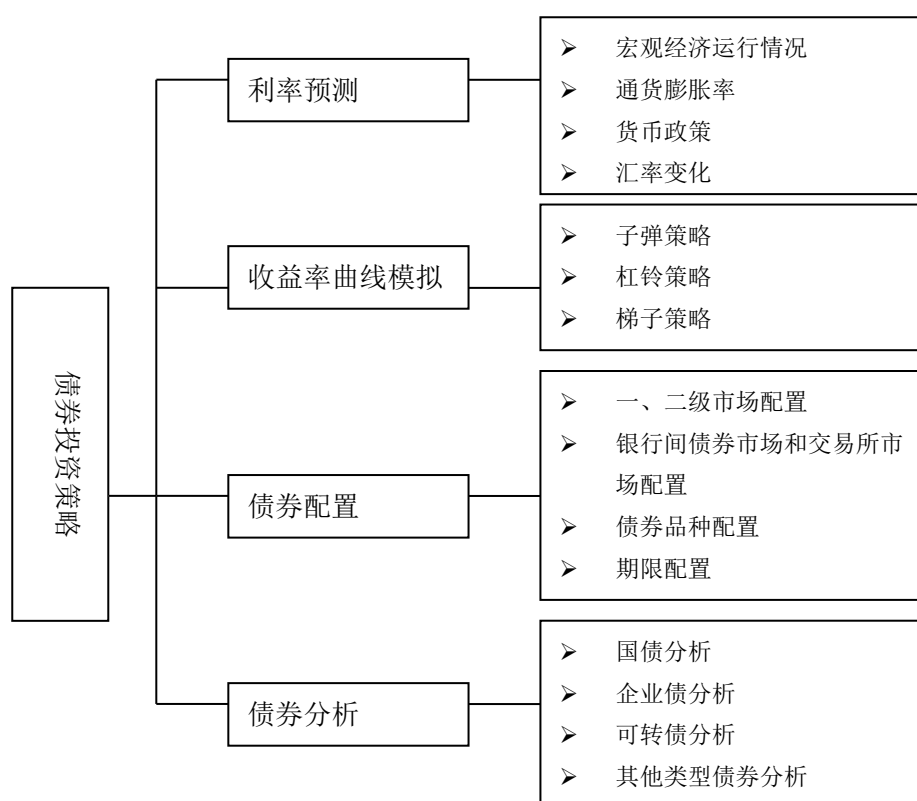 债券投资策略
利率预测
➢ 宏观经济运行情况
➢ 通货膨胀率
➢ 货币政策
➢ 汇率变化
收益率曲线模拟
➢ 子弹策略
➢ 杠铃策略
➢ 梯子策略
债券配置
➢ 一、二级市场配置
➢ 银行间债券市场和交易所市
场配置
➢ 债券品种配置
➢ 期限配置
债券分析
➢ 国债分析
➢ 企业债分析
➢ 可转债分析
➢ 其他类型债券分析